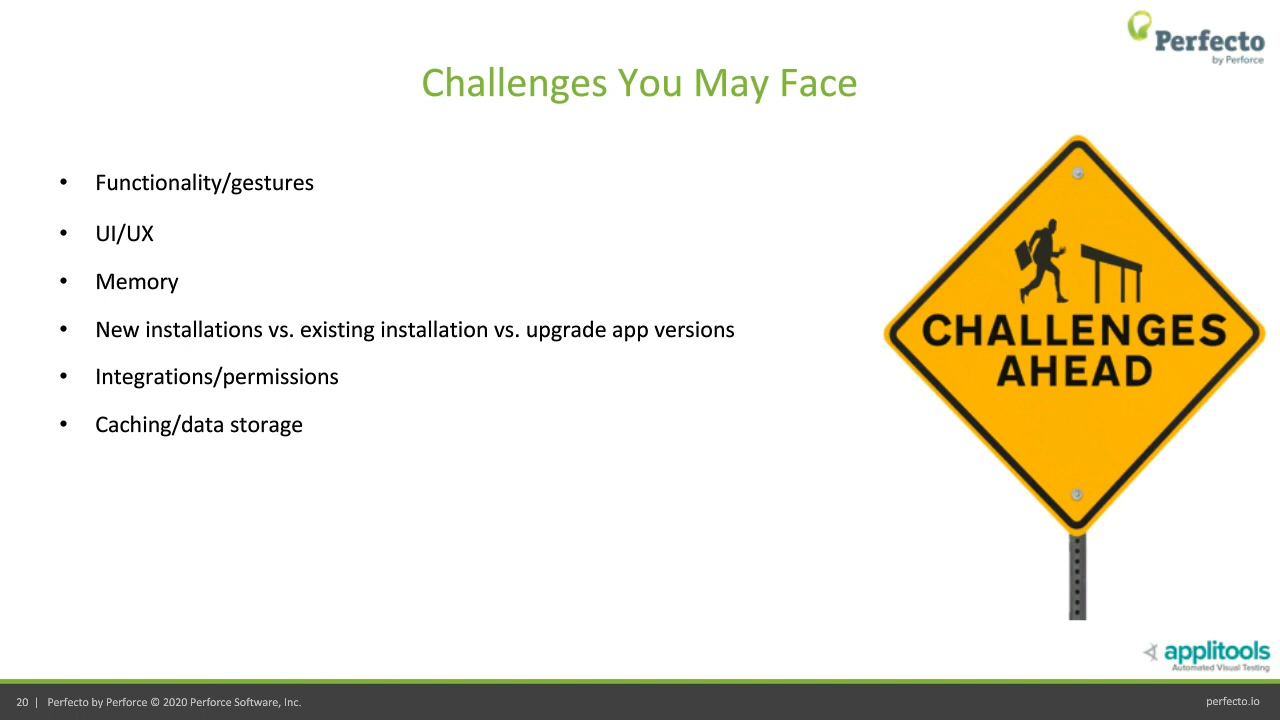 Perfecto
by Perforce
Challenges You May Face
• Functionality/gestures
• UI/UX
• Memory
• New installations vs. existing installation vs. upgrade app versions
• Integrations/permissions
• Caching/data storage
CHALLENGES
AHEAD
applitools
Automated Visual Testing
20 | Perfecto by Perforce © 2020 Perforce Software, Inc.
perfecto.io